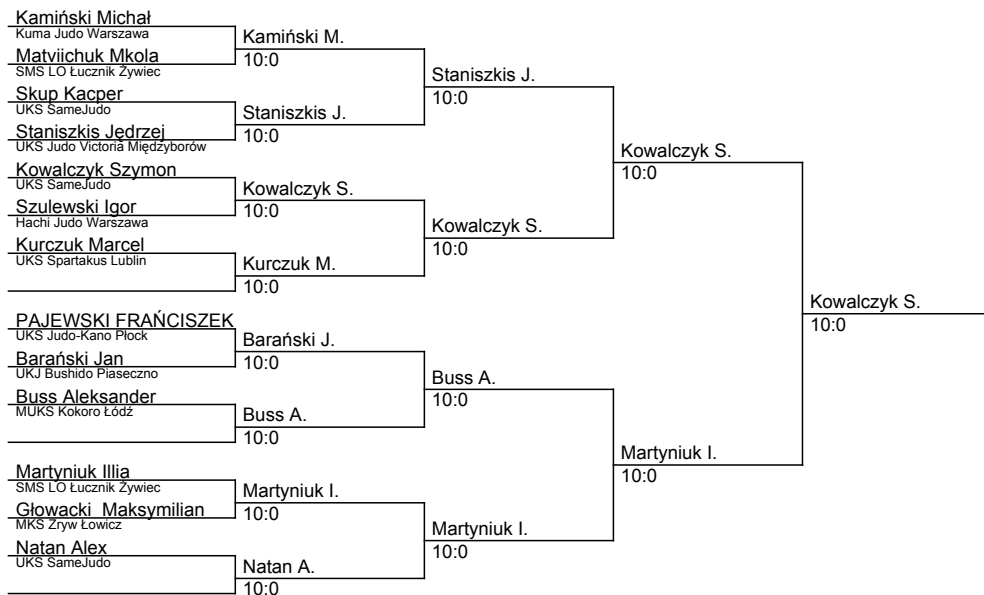 Kamiński Michał
Kuma Judo Warszawa
Matviichuk Mkola
SMS LO Łucznik Żywiec
Skup Kacper
UKS SameJudo
Staniszkis Jędrzej
UKS Judo Victoria Międzyborów
Kowalczyk Szymon
UKS SameJudo
Szulewski Igor
Hachi Judo Warszawa
Kurczuk Marcel
UKS Spartakus Lublin
PAJEWSKI FRAŃCISZEK
UKS Judo-Kano Płock
Barański Jan
UKJ Bushido Piaseczno
Buss Aleksander
MUKS Kokoro Łódź
Martyniuk Illia
SMS LO Łucznik Żywiec
Głowacki  Maksymilian
MKS Zryw Łowicz
Natan Alex
UKS SameJudo
Kamiński M.
10:0
Staniszkis J.
10:0
Kowalczyk S.
10:0
Kurczuk M.
10:0
Barański J.
10:0
Buss A.
10:0
Martyniuk I.
10:0
Natan A.
10:0
Staniszkis J.
10:0
Kowalczyk S.
10:0
Buss A.
10:0
Martyniuk I.
10:0
Kowalczyk S.
10:0
Martyniuk I.
10:0
Kowalczyk S.
10:0